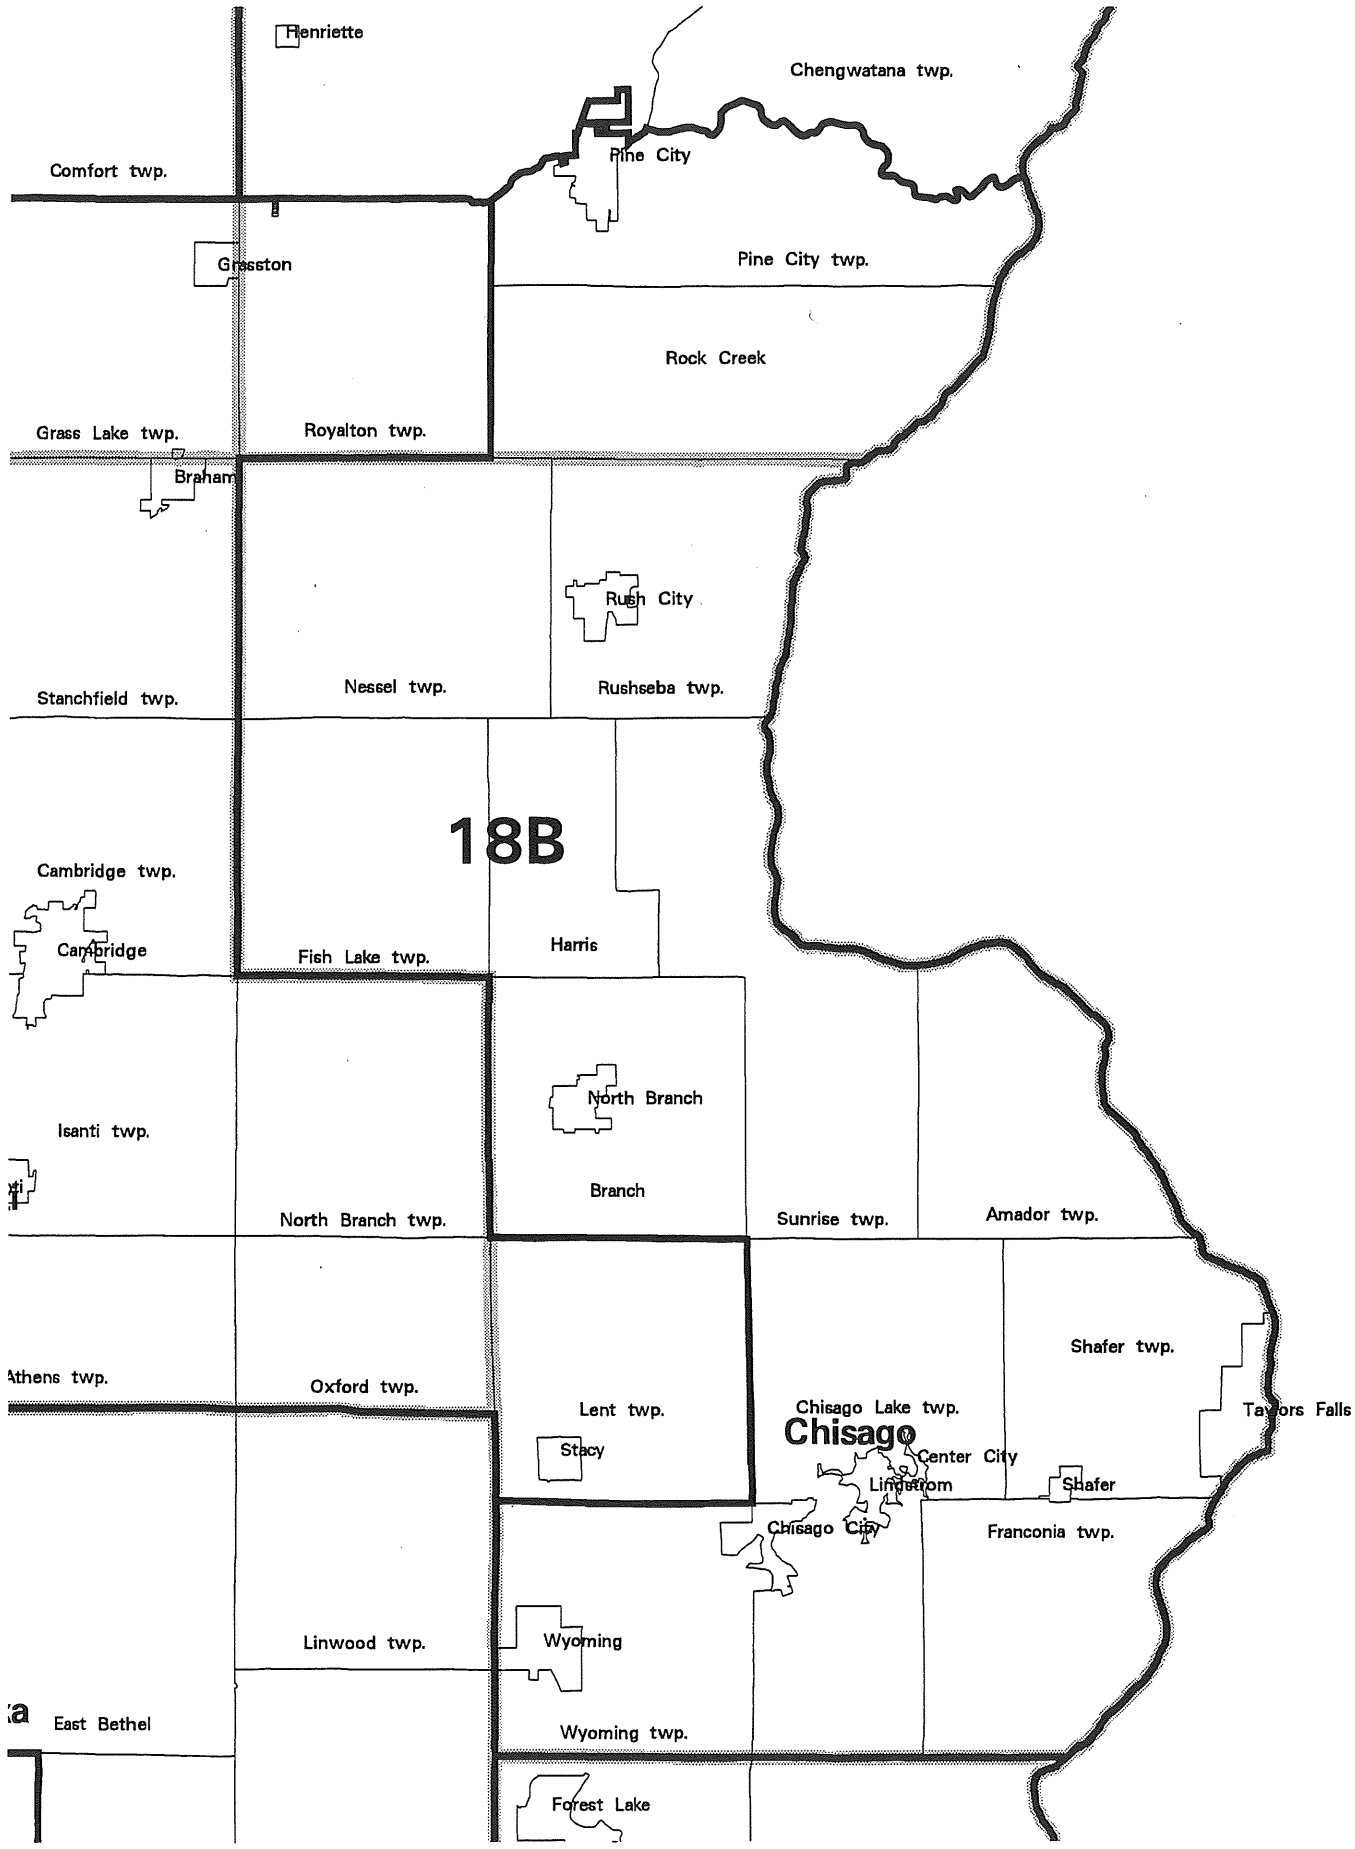 Henriette
Chengwatana twp.
Pine City
Comfort twp.
Pine City twp.
Grasston
Rock Creek
Grass Lake twp.
Royalton twp.
Braham
Rush City
Nessel twp.
Rushseba twp.
Stanchfield twp.
18B
Cambridge twp.
Harris
Cambridge
Fish Lake twp.
North Branch
Isanti twp.
Branch
North Branch twp.
Sunrise twp.
Amador twp.
Shafer twp.
Athens twp.
Oxford twp.
Chisago Lake twp.
Lent twp.
Taylors Falls
Chisago
Stacy
Center City
Lindstrom
Shafer
Chisago City
Franconia twp.
Linwood twp.
Wyoming
East Bethel
Wyoming twp.
Forest Lake